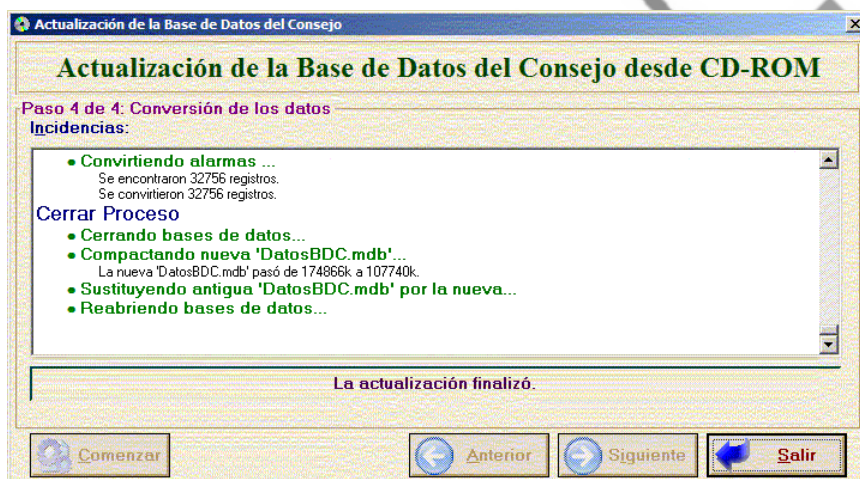 Actualización de la Base de Datos del Consejo
Actualización de la Base de Datos del Consejo desde CD-ROM
Paso 4 de 4: Conversión de los datos
Incidencias:
• Convirtiendo alarmas ...
Se encontraron 32756 registros.
Se convirtieron 32756 registros.
Cerrar Proceso
• Cerrando bases de datos...
• Compactando nueva 'DatosBDC.mdb'...
La nueva 'DatosBDC.mdb' pasó de 174866k a 107740k.
• Sustituyendo antigua 'DatosBDC.mdb' por la nueva...
• Reabriendo bases de datos...
La actualización finalizó.
Comenzar Anterior Siguiente Salir